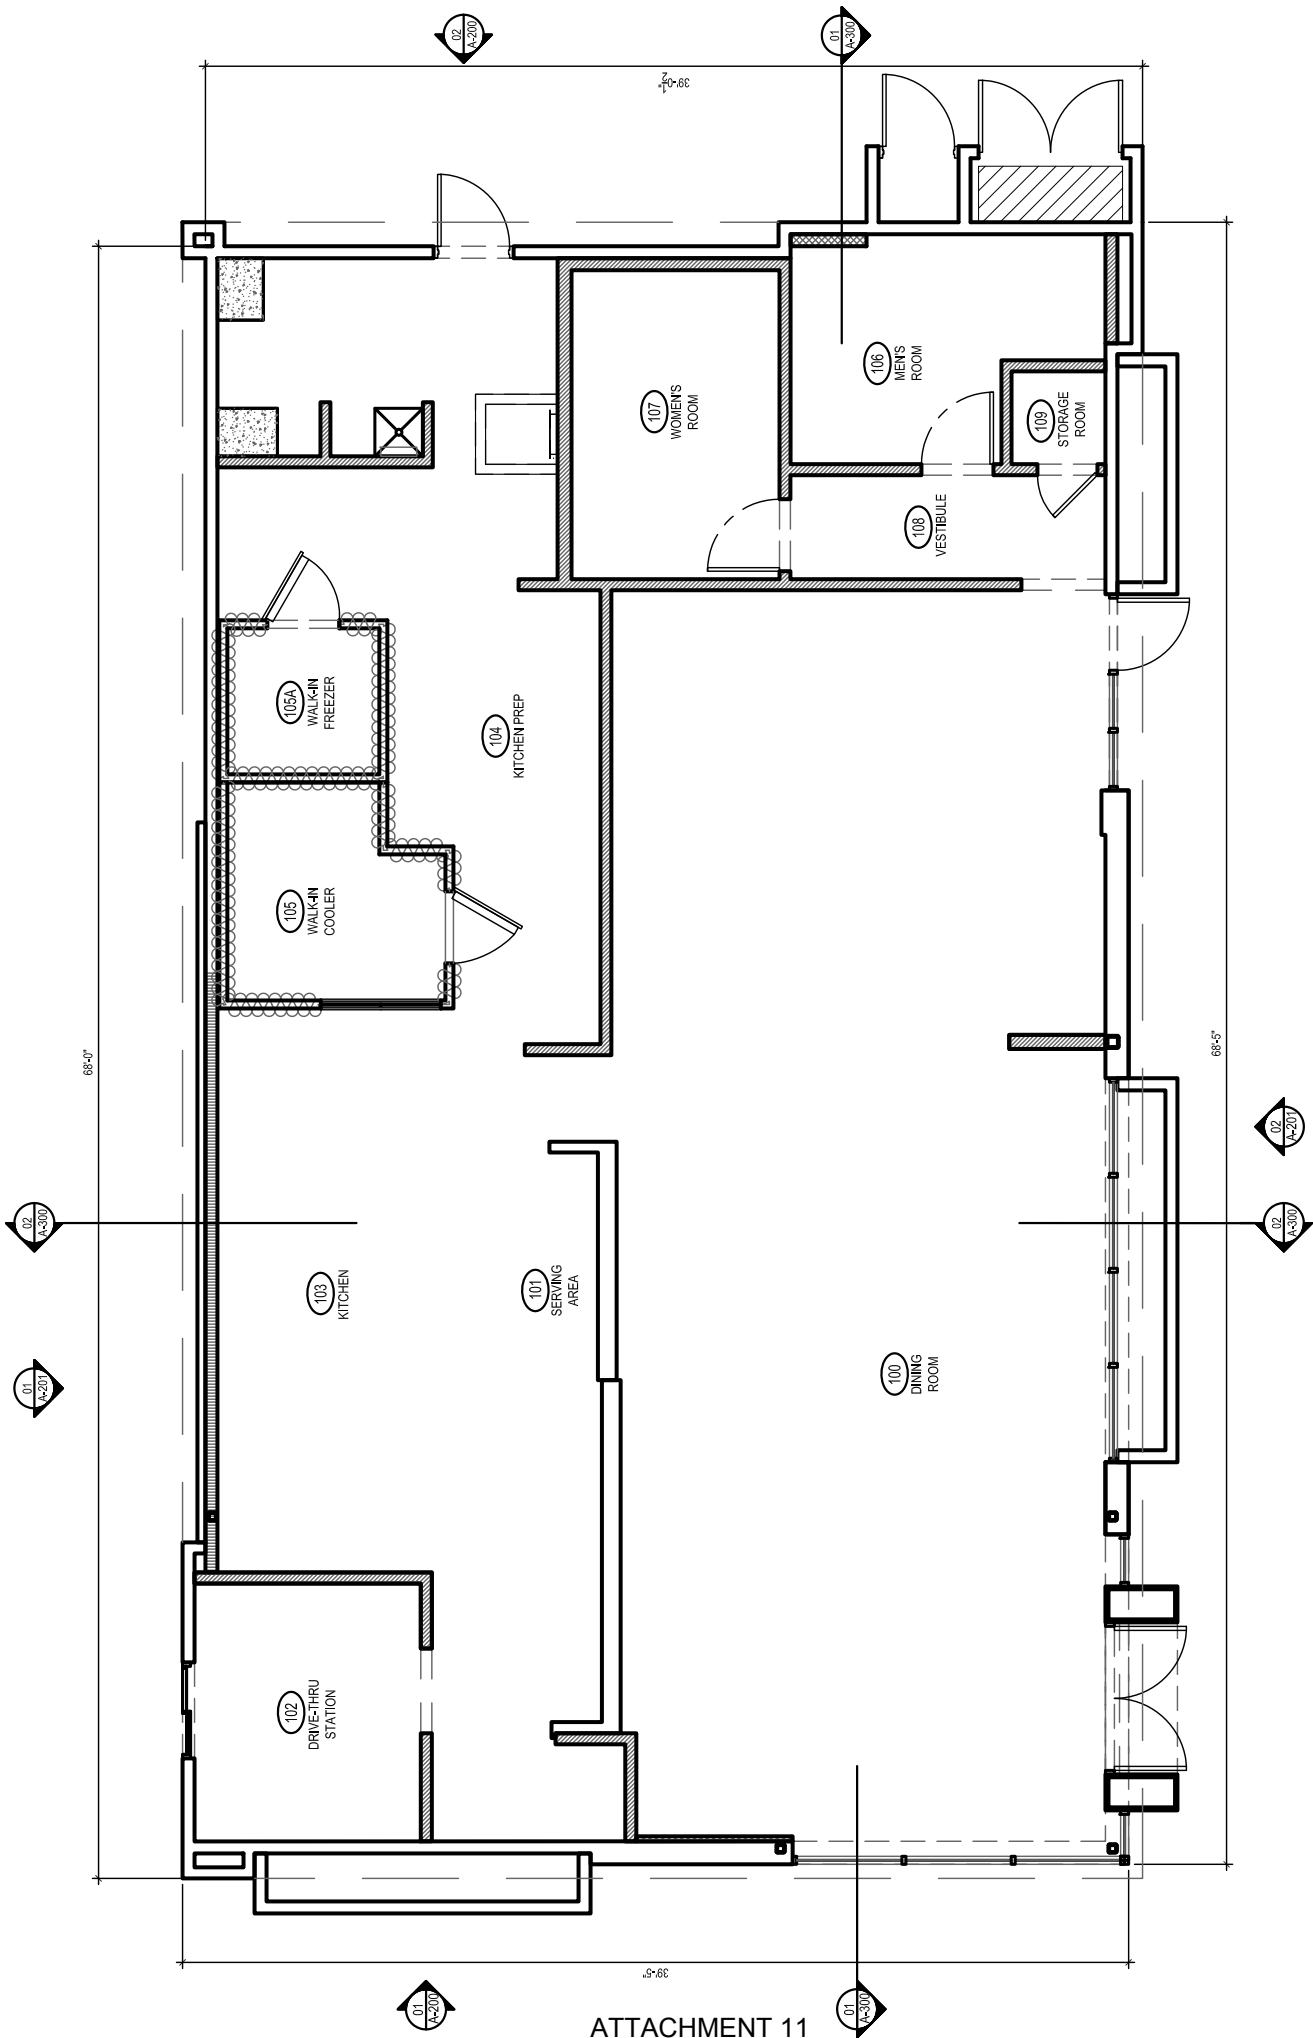 02
A-200
01
A-300
39'-0 1/2"
106
MEN'S
ROOM
107
WOMEN'S
ROOM
109
STORAGE
ROOM
108
VESTIBULE
105A
WALK-IN
FREEZER
104
KITCHEN PREP
105
WALK-IN
COOLER
68'-0"
68'-5"
02
A-201
02
A-300
02
A-300
103
KITCHEN
101
SERVING
AREA
01
A-201
100
DINING
ROOM
102
DRIVE-THRU
STATION
39'-5"
01
A-200
01
A-300
ATTACHMENT 11